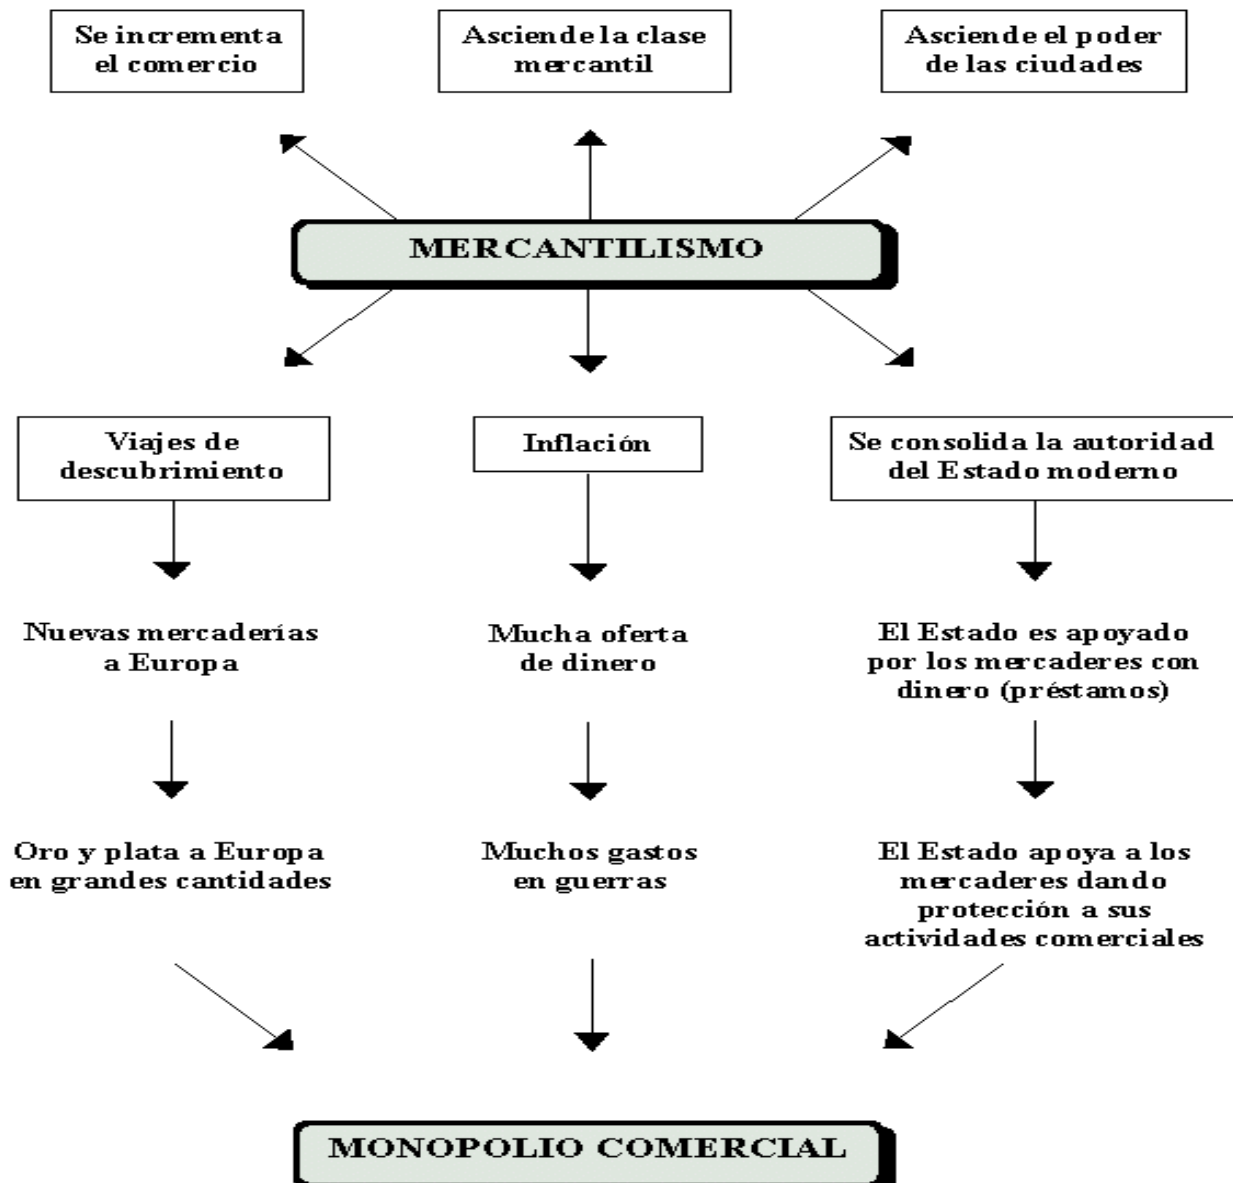 Se incrementa
el comercio
Asciende la clase
mercantil
Asciende el poder
de las ciudades
MERCANTILISMO
Viajes de
descubrimiento
Inflación
Se consolida la autoridad
del Estado moderno
Nuevas mercaderías
a Europa
Mucha oferta
de dinero
El Estado es apoyado
por los mercaderes con
dinero (préstamos)
Oro y plata a Europa
en grandes cantidades
Muchos gastos
en guerras
El Estado apoya a los
mercaderes dando
protección a sus
actividades comerciales
MONOPOLIO COMERCIAL